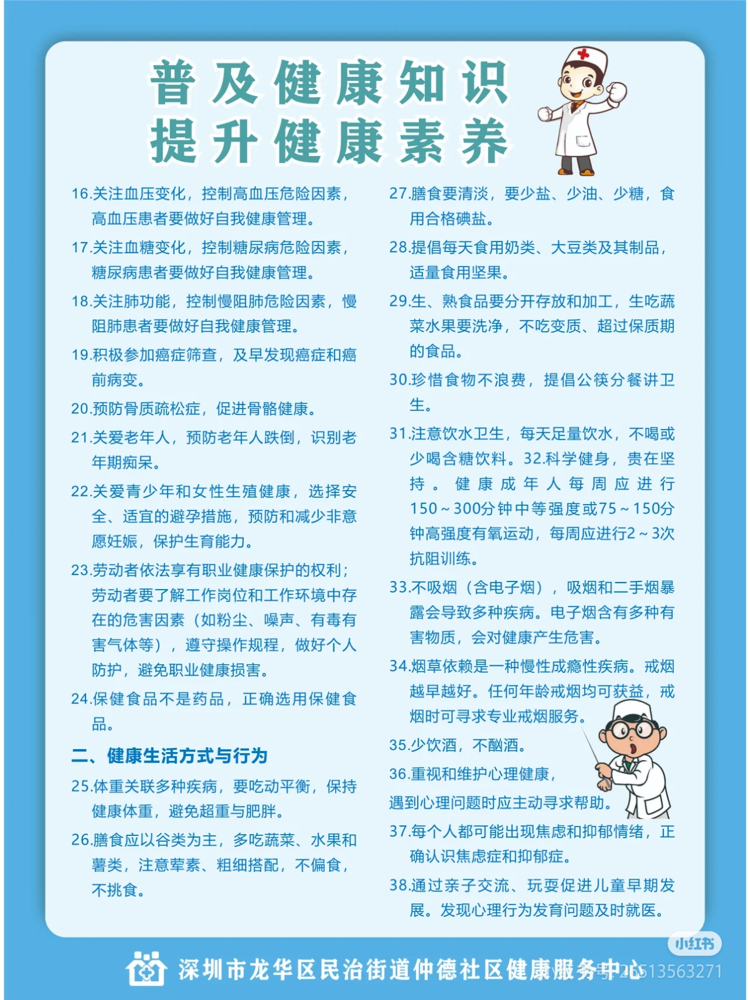 普及健康知识
提升健康素养
16.关注血压变化，控制高血压危险因素，
高血压患者要做好自我健康管理。
17.关注血糖变化，控制糖尿病危险因素，
糖尿病患者要做好自我健康管理。
18.关注肺功能，控制慢阻肺危险因素，慢
阻肺患者要做好自我健康管理。
19.积极参加癌症筛查，及早发现癌症和癌
前病变。
20.预防骨质疏松症，促进骨骼健康。
21.关爱老年人，预防老年人跌倒，识别老
年期痴呆。
22.关爱青少年和女性生殖健康，选择安
全、适宜的避孕措施，预防和减少非意
愿妊娠，保护生育能力。
23.劳动者依法享有职业健康保护的权利；
劳动者要了解工作岗位和工作环境中存
在的危害因素（如粉尘、噪声、有毒有
害气体等），遵守操作规程，做好个人
防护，避免职业健康损害。
24.保健食品不是药品，正确选用保健食
品。
二、健康生活方式与行为
25.体重关联多种疾病，要吃动平衡，保持
健康体重，避免超重与肥胖。
26.膳食应以谷类为主，多吃蔬菜、水果和
薯类，注意荤素、粗细搭配，不偏食，
不挑食。
27.膳食要清淡，要少盐、少油、少糖，食
用合格碘盐。
28.提倡每天食用奶类、大豆类及其制品，
适量食用坚果。
29.生、熟食品要分开存放和加工，生吃蔬
菜水果要洗净，不吃变质、超过保质期
的食品。
30.珍惜食物不浪费，提倡公筷分餐讲卫
生。
31.注意饮水卫生，每天足量饮水，不喝或
少喝含糖饮料。32.科学健身，贵在坚
持。健康成年人每周应进行
150～300分钟中等强度或75～150分
钟高强度有氧运动，每周应进行2～3次
抗阻训练。
33.不吸烟（含电子烟），吸烟和二手烟暴
露会导致多种疾病。电子烟含有多种有
害物质，会对健康产生危害。
34.烟草依赖是一种慢性成瘾性疾病。戒烟
越早越好。任何年龄戒烟均可获益，戒
烟时可寻求专业戒烟服务。
35.少饮酒，不酗酒。
36.重视和维护心理健康，
遇到心理问题时应主动寻求帮助。
37.每个人都可能出现焦虑和抑郁情绪，正
确认识焦虑症和抑郁症。
38.通过亲子交流、玩耍促进儿童早期发
展。发现心理行为发育问题及时就医。
小红书
深圳市龙华区民治街道仲德社区健康服务中心